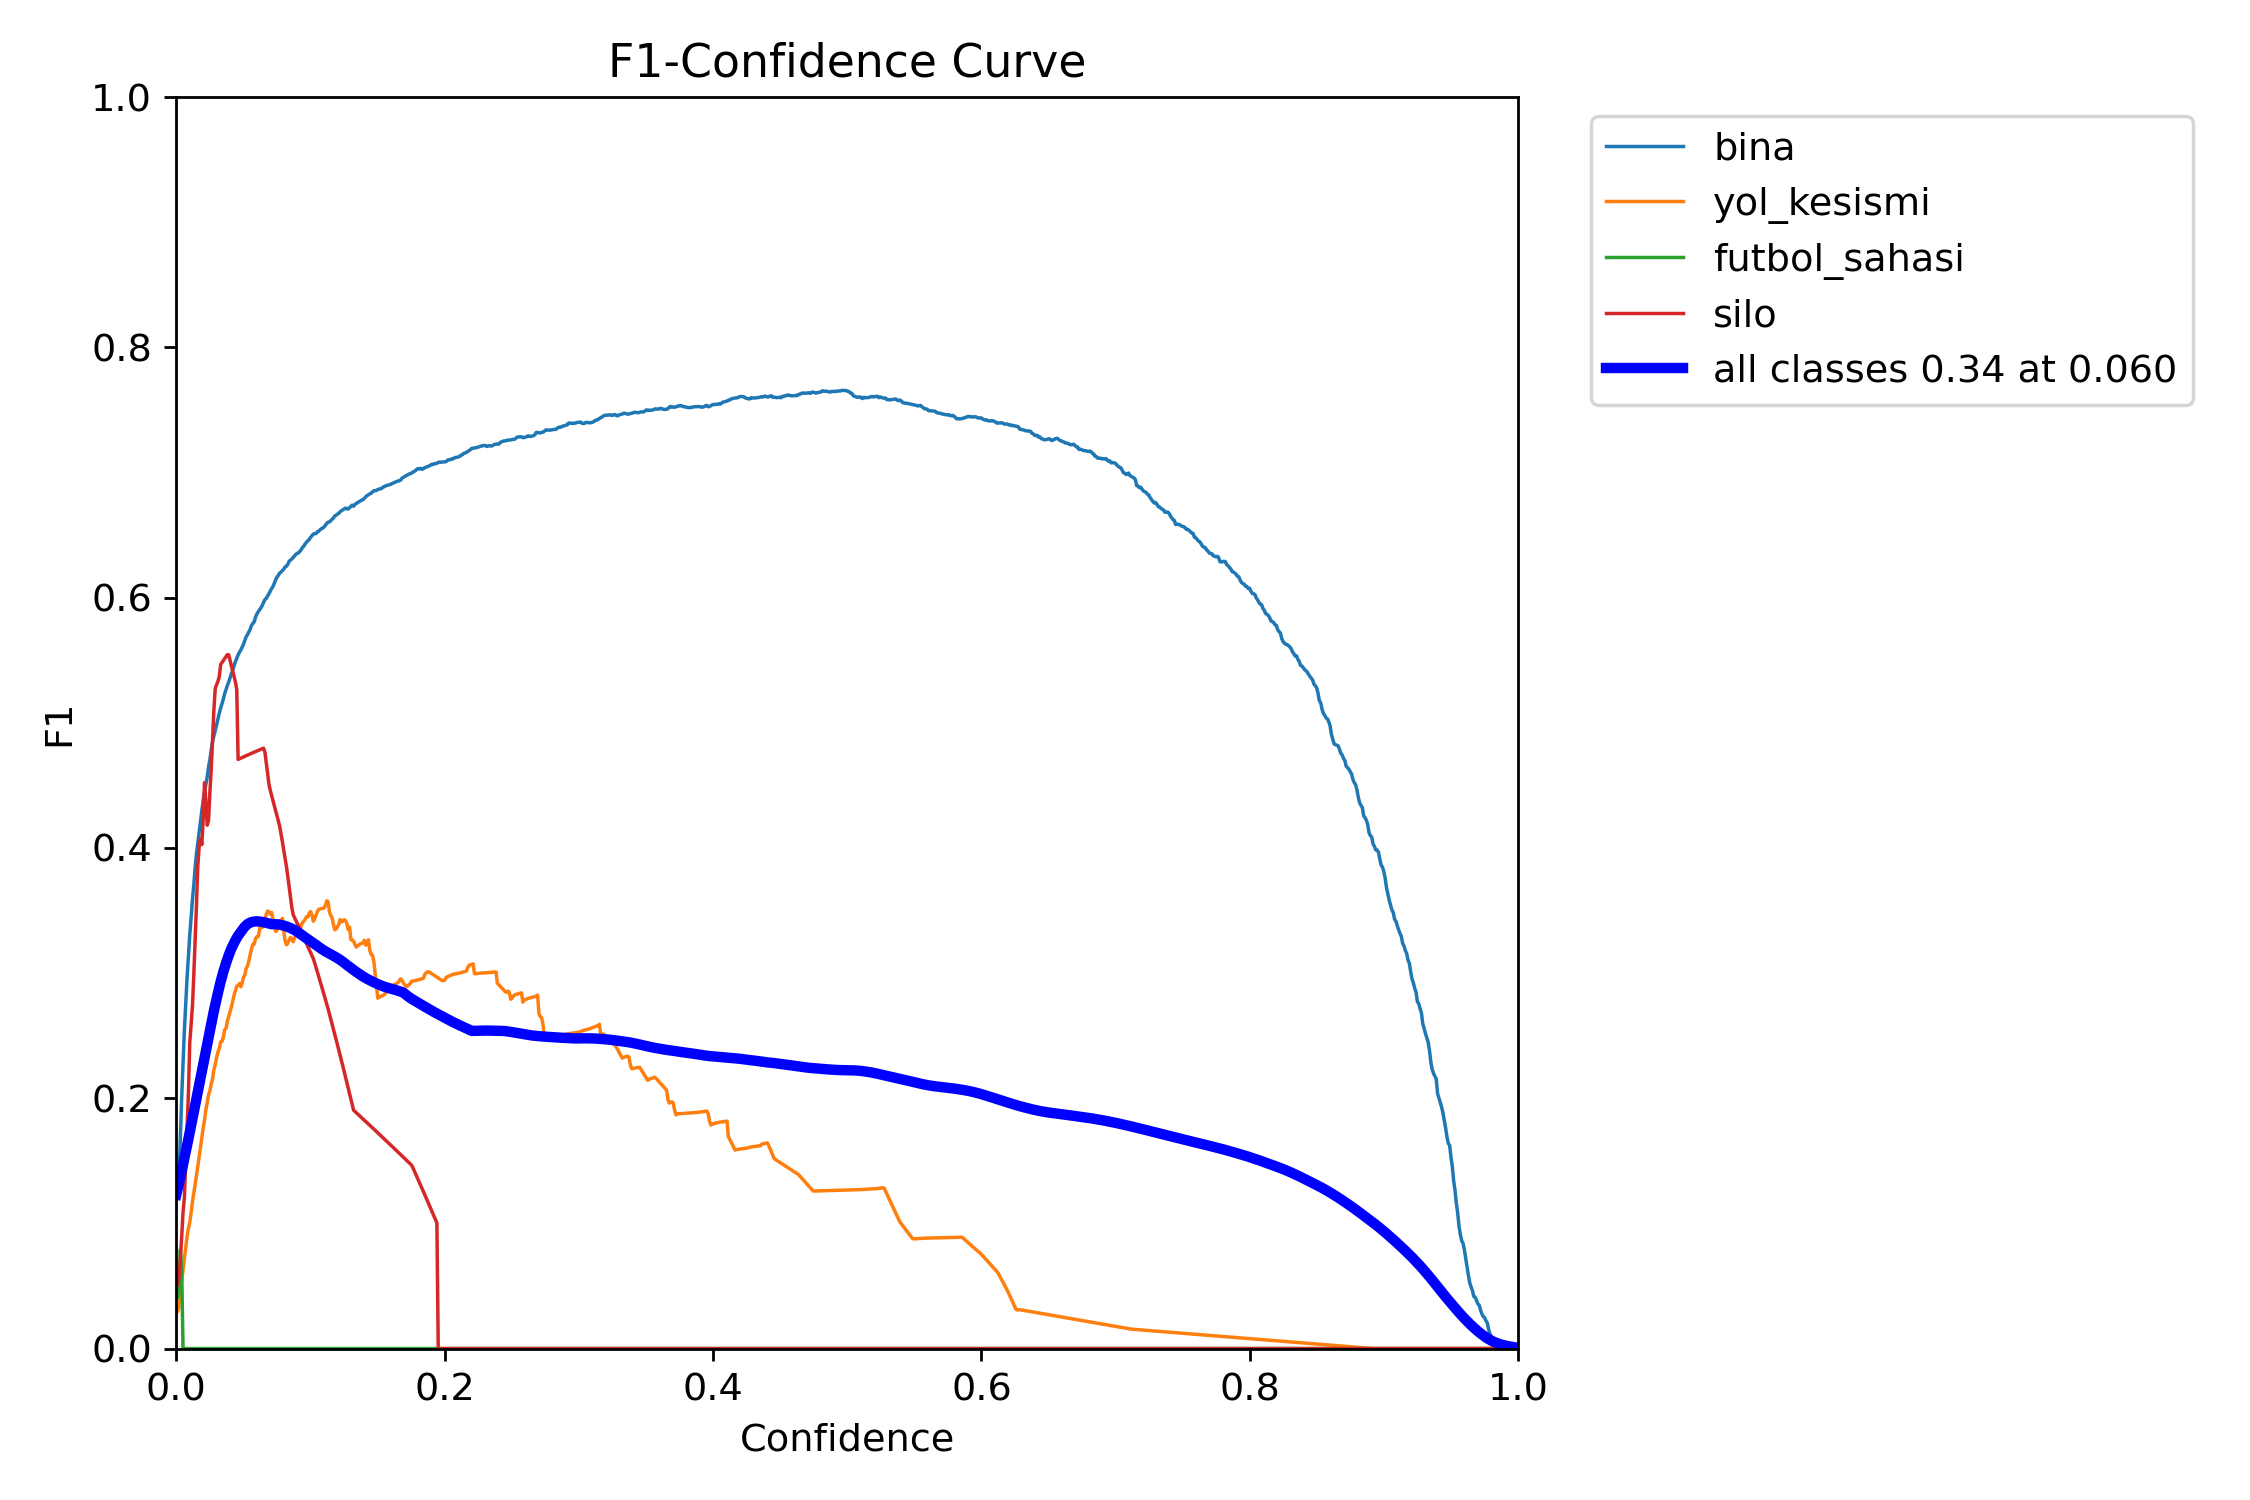 F1-Confidence Curve
1.0
0.8
0.6
0.4
0.2
0.0
F1
0.0 0.2 0.4 0.6 0.8 1.0
Confidence
bina
yol_kesismi
futbol_sahasi
silo
all classes 0.34 at 0.060